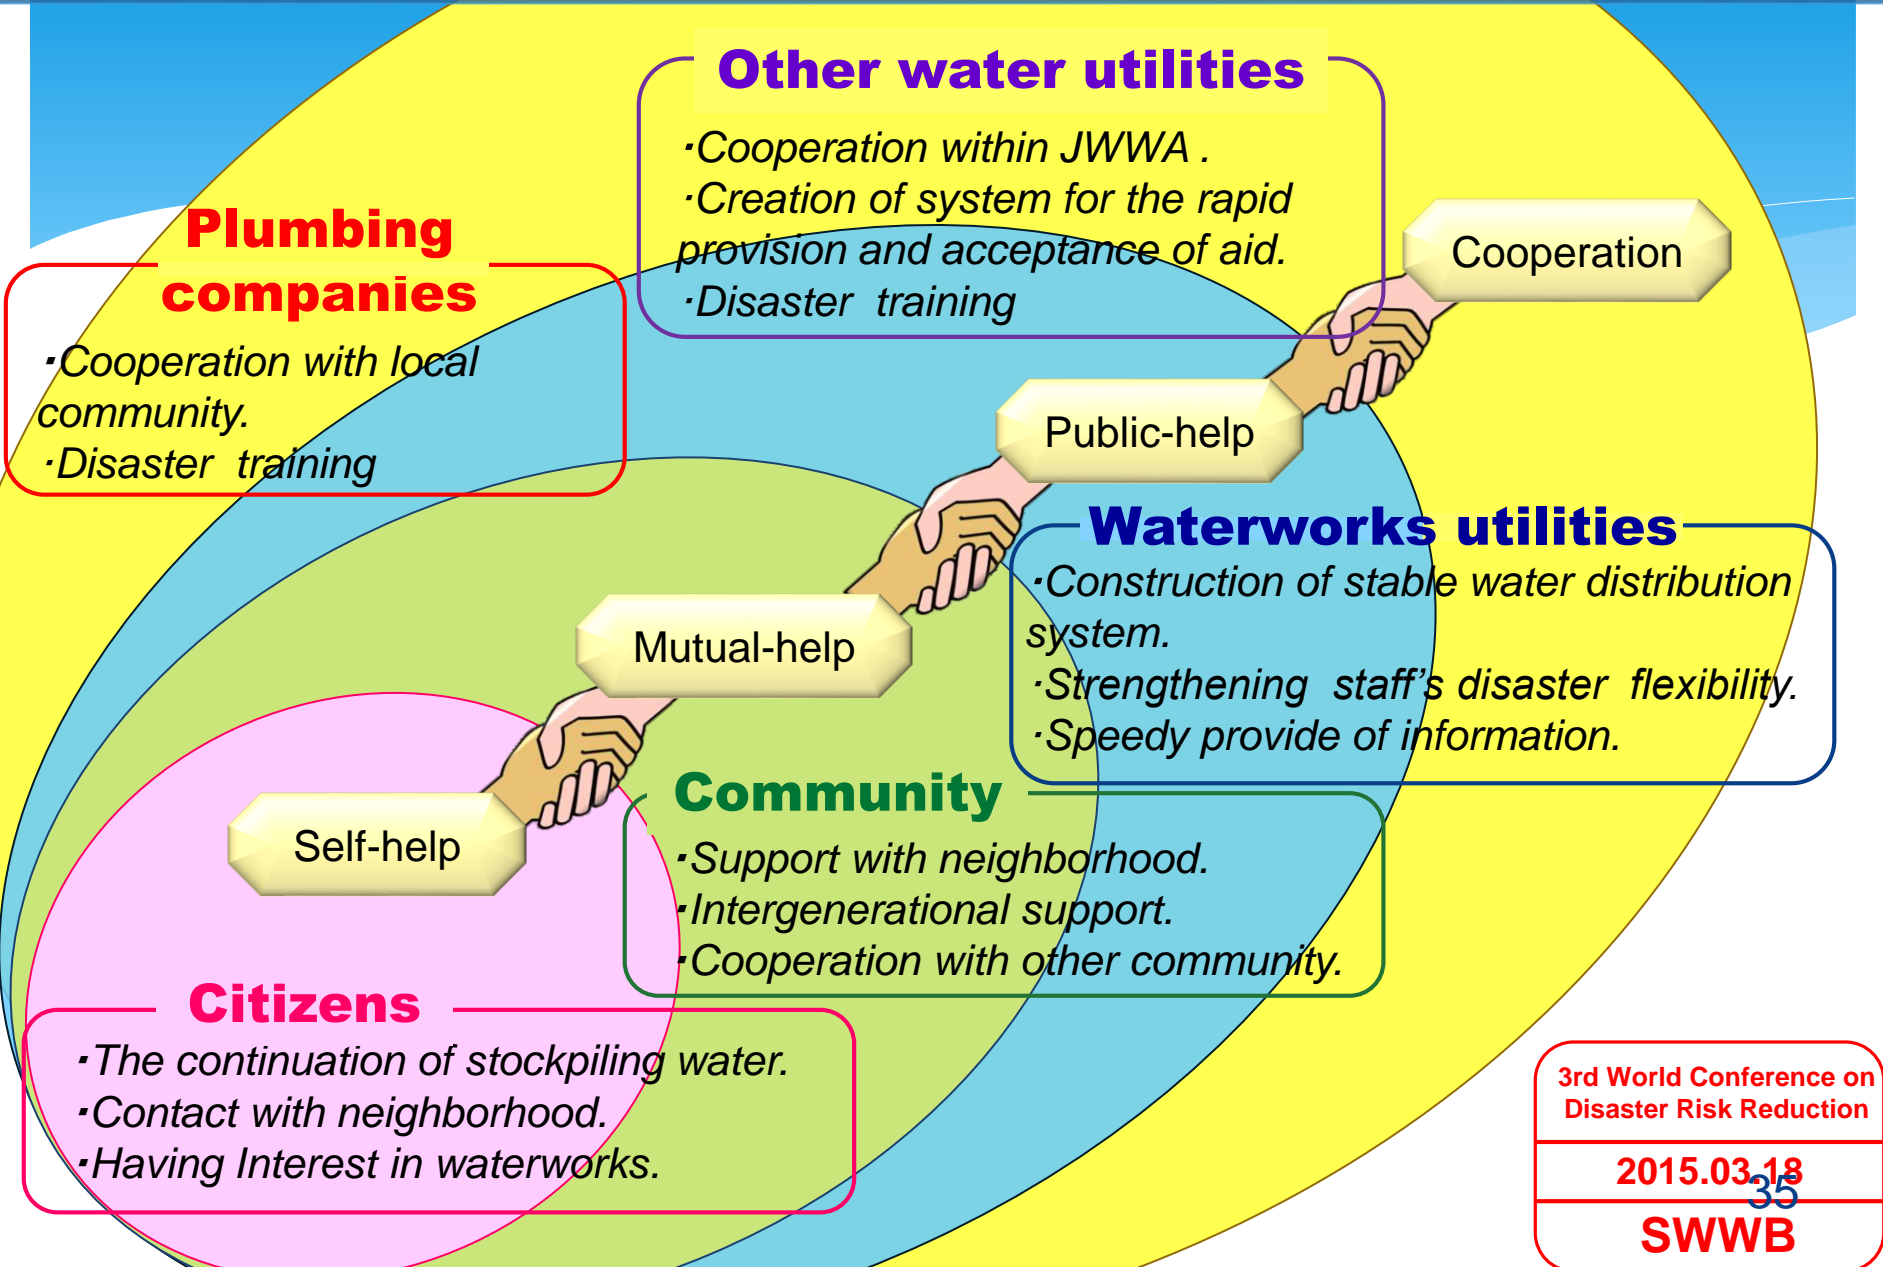 Other water utilities
･Cooperation within JWWA .
･Creation of system for the rapid
provision and acceptance of aid.
･Disaster training
Plumbing
companies
･Cooperation with local
community.
･Disaster training
Cooperation
Public-help
Mutual-help
Self-help
Waterworks utilities
･Construction of stable water distribution
system.
･Strengthening staff’s disaster flexibility.
･Speedy provide of information.
Community
･Support with neighborhood.
･Intergenerational support.
･Cooperation with other community.
Citizens
･The continuation of stockpiling water.
･Contact with neighborhood.
･Having Interest in waterworks.
3rd World Conference on
Disaster Risk Reduction
2015.03.18
35
SWWB